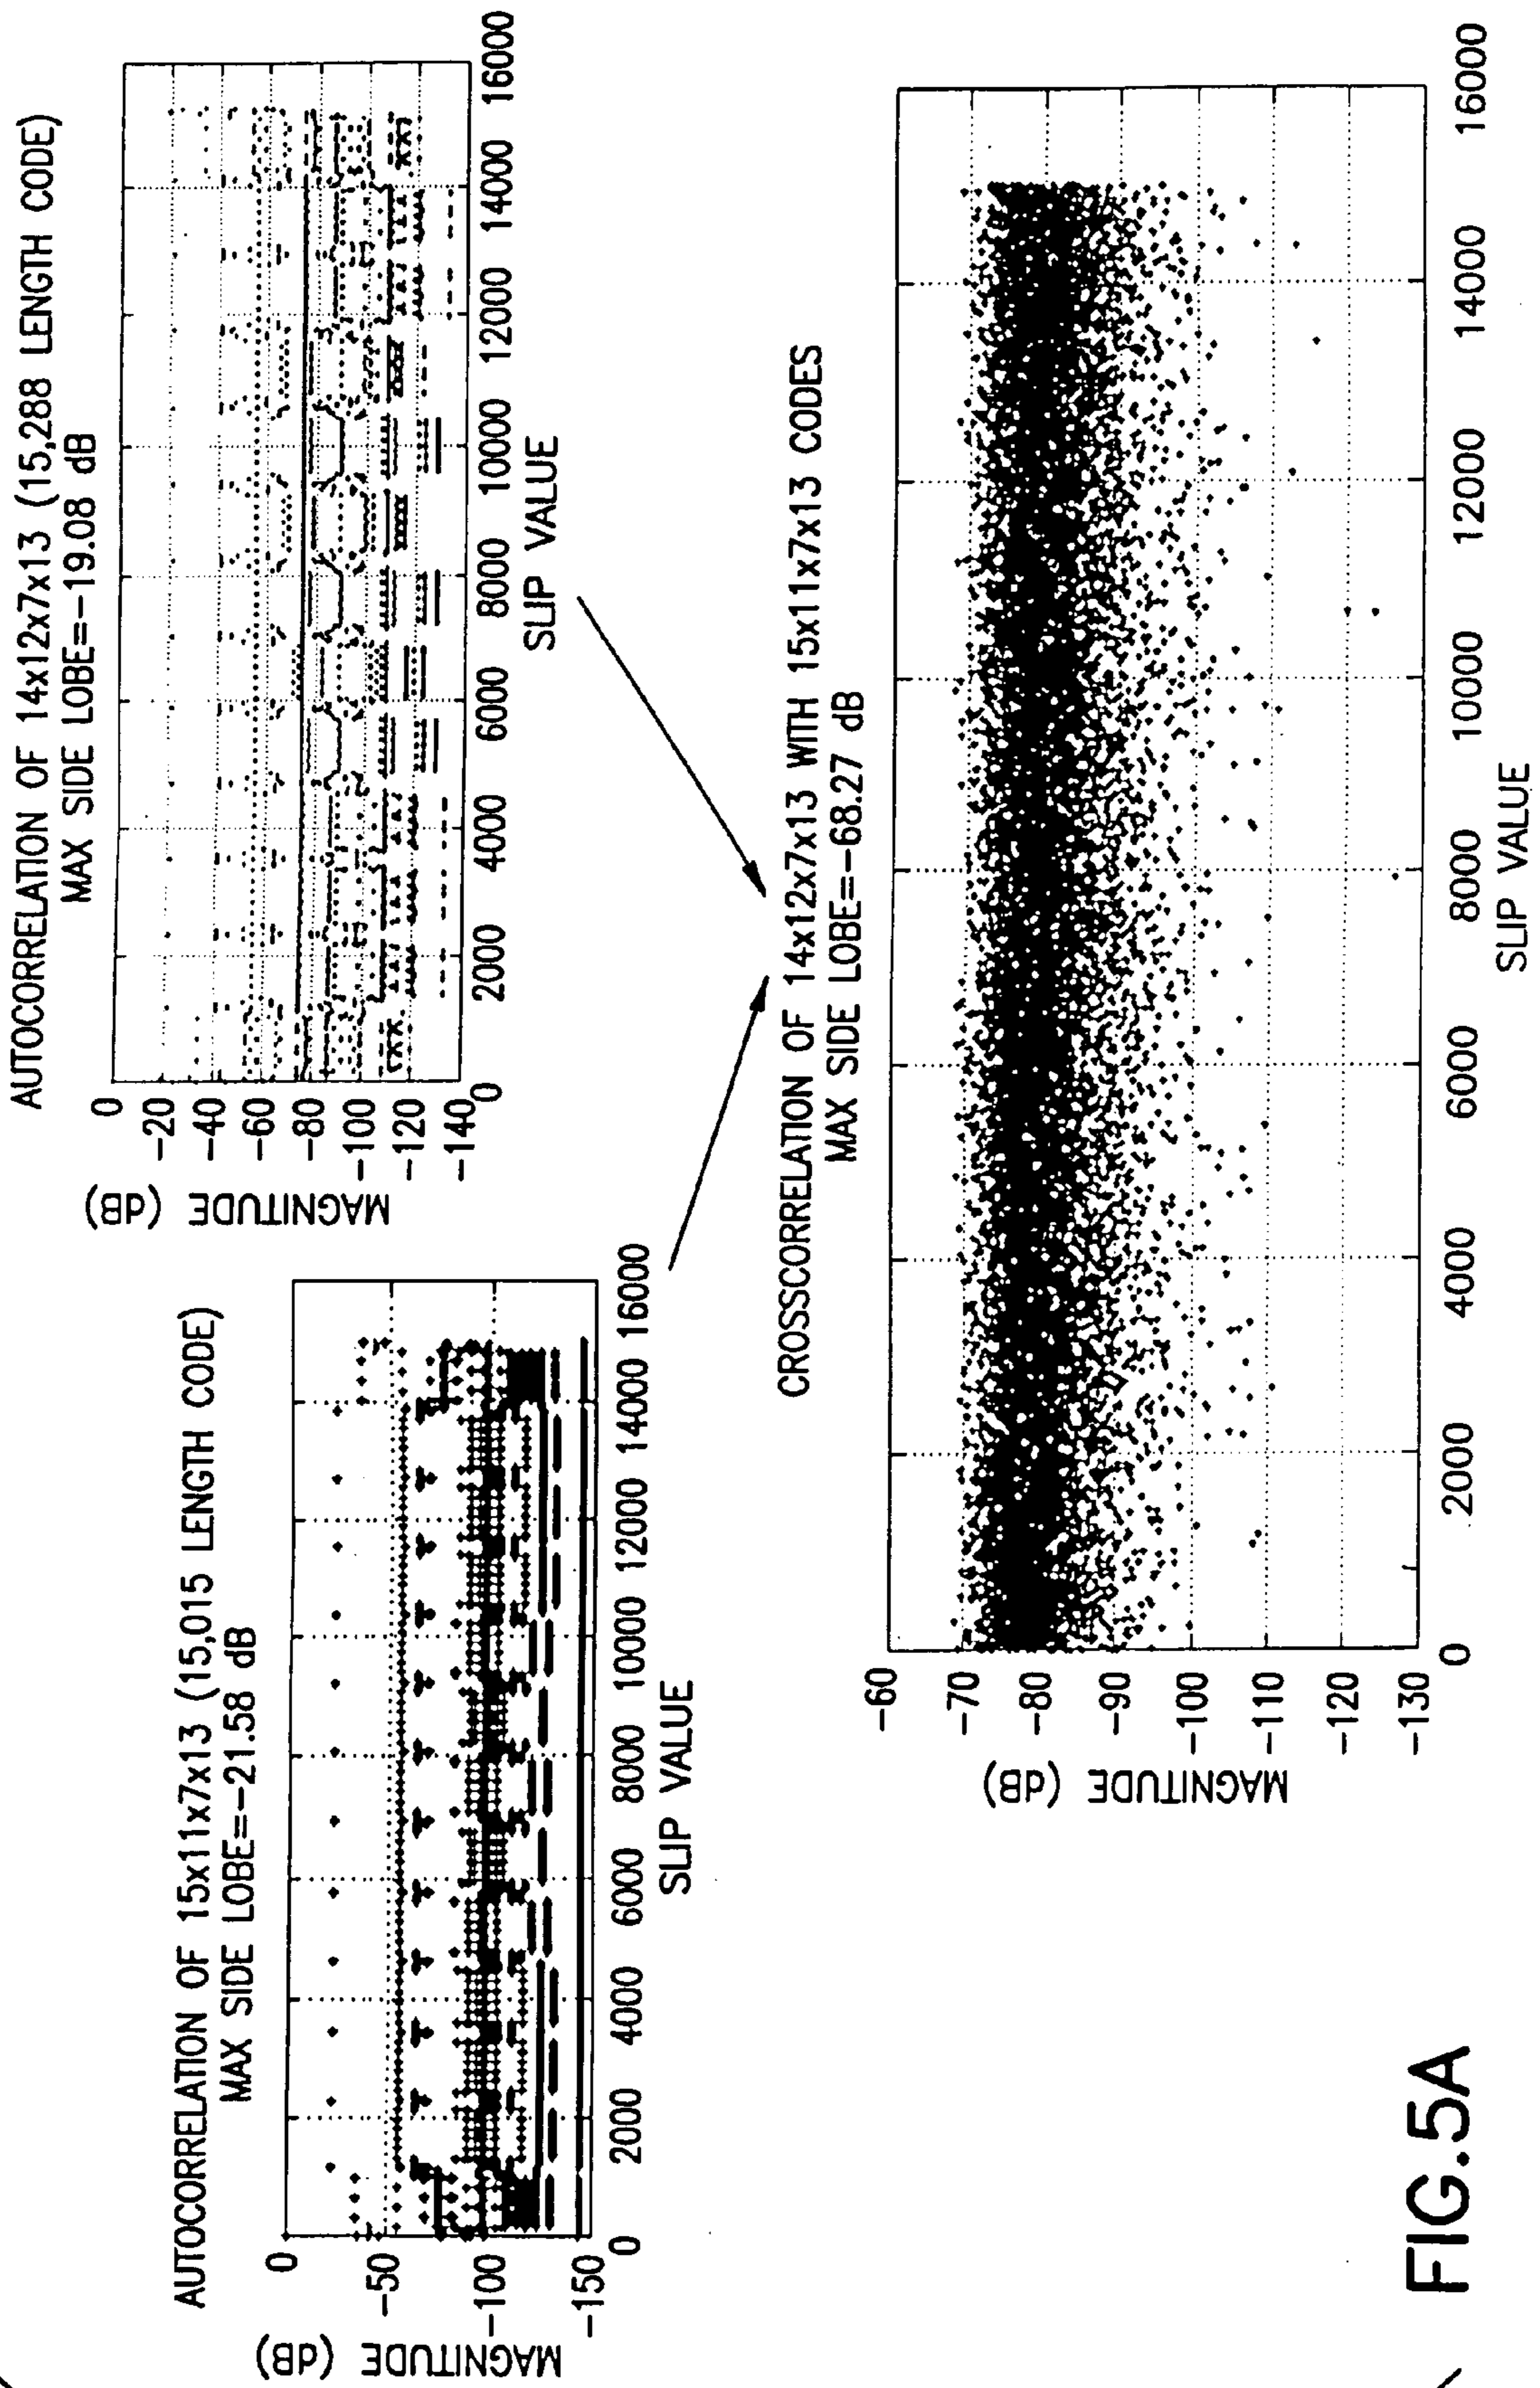 AUTOCORRELATION OF 15x11x7x13 (15,015 LENGTH CODE)
MAX SIDE LOBE=-21.58 dB
MAGNITUDE (dB)
0
-50
-100
-150
0 2000 4000 6000 8000 10000 12000 14000 16000
SLIP VALUE
AUTOCORRELATION OF 14x12x7x13 (15,288 LENGTH CODE)
MAX SIDE LOBE=-19.08 dB
MAGNITUDE (dB)
0
-20
-40
-60
-80
-100
-120
-140
0 2000 4000 6000 8000 10000 12000 14000 16000
SLIP VALUE
CROSSCORRELATION OF 14x12x7x13 WITH 15x11x7x13 CODES
MAX SIDE LOBE=-68.27 dB
MAGNITUDE (dB)
-60
-70
-80
-90
-100
-110
-120
-130
0 2000 4000 6000 8000 10000 12000 14000 16000
SLIP VALUE
FIG.5A